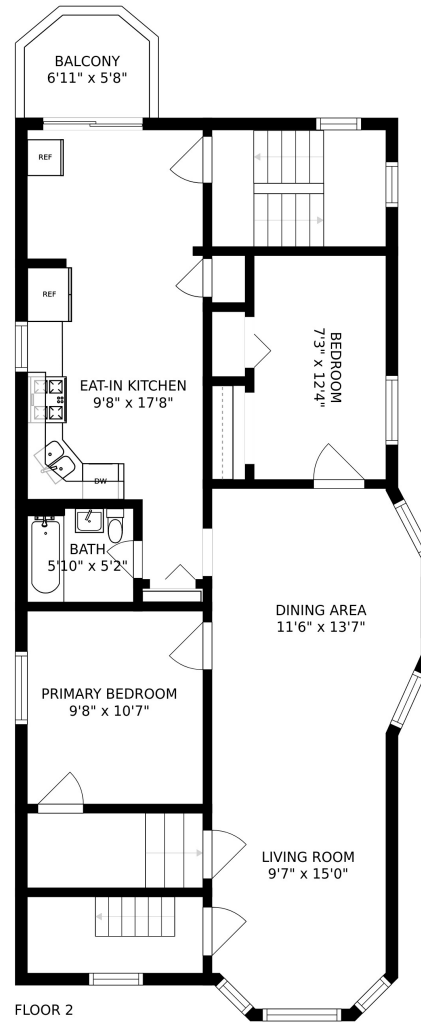 BALCONY
6'11" x 5'8"
REF
REF
EAT-IN KITCHEN
9'8" x 17'8"
BEDROOM
7'3" x 12'4"
DW
BATH
5'10" x 5'2"
DINING AREA
11'6" x 13'7"
PRIMARY BEDROOM
9'8" x 10'7"
LIVING ROOM
9'7" x 15'0"
FLOOR 2